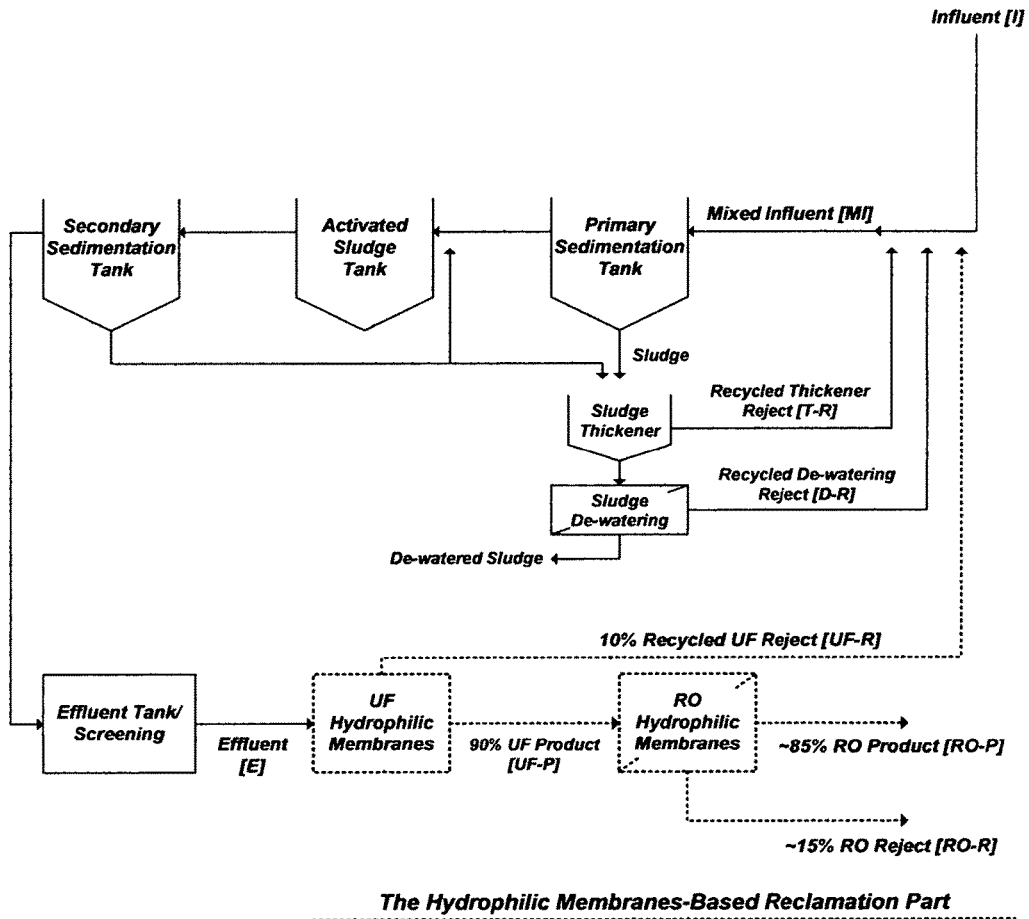 Influent [I]
Mixed Influent [MI]
Secondary
Sedimentation
Tank
Activated
Sludge
Tank
Primary
Sedimentation
Tank
Sludge
Sludge
Thickener
Recycled Thickener
Reject [T-R]
Sludge
De-watering
Recycled De-watering
Reject [D-R]
De-watered Sludge
10% Recycled UF Reject [UF-R]
Effluent Tank/
Screening
Effluent
[E]
UF
Hydrophilic
Membranes
90% UF Product
[UF-P]
RO
Hydrophilic
Membranes
~85% RO Product [RO-P]
~15% RO Reject [RO-R]
The Hydrophilic Membranes-Based Reclamation Part